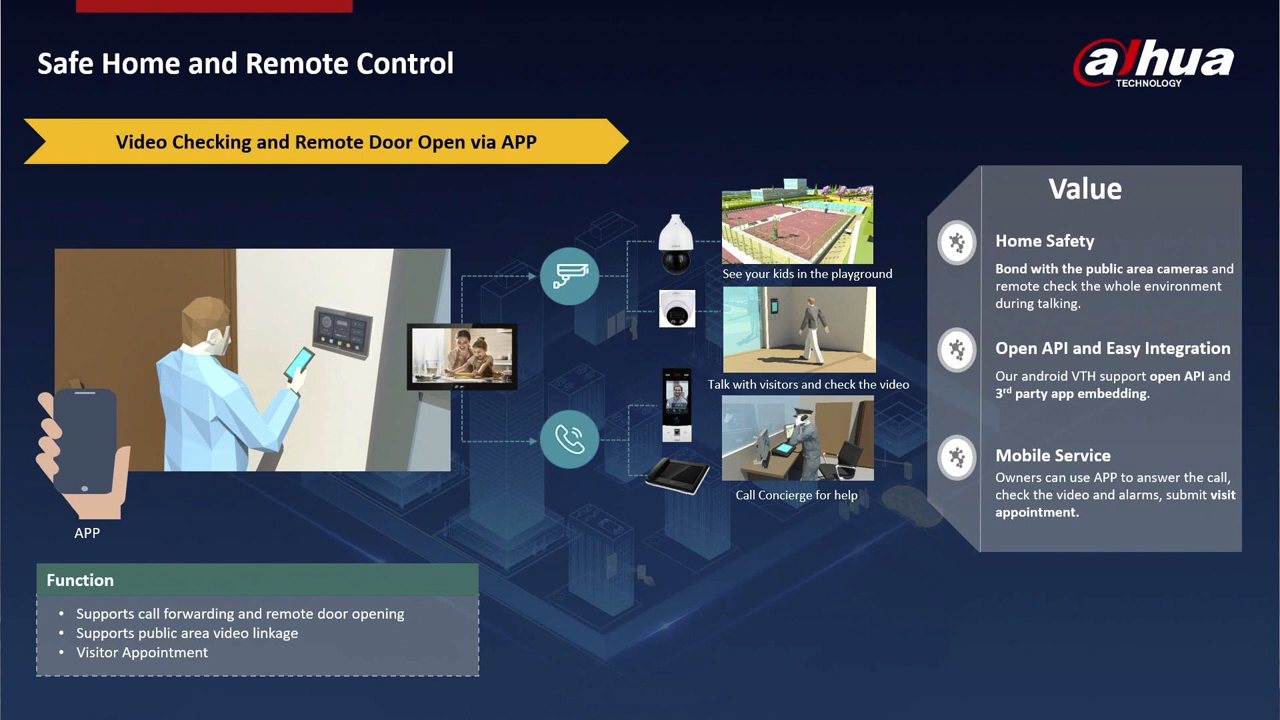 Safe Home and Remote Control
alhua
TECHNOLOGY
Video Checking and Remote Door Open via APP
APP
See your kids in the playground
Talk with visitors and check the video
Call Concierge for help
Value
Home Safety
Bond with the public area cameras and
remote check the whole environment
during talking.
Open API and Easy Integration
Our android VTH support open API and
3rd party app embedding.
Mobile Service
Owners can use APP to answer the call,
check the video and alarms, submit visit
appointment.
Function
• Supports call forwarding and remote door opening
• Supports public area video linkage
• Visitor Appointment